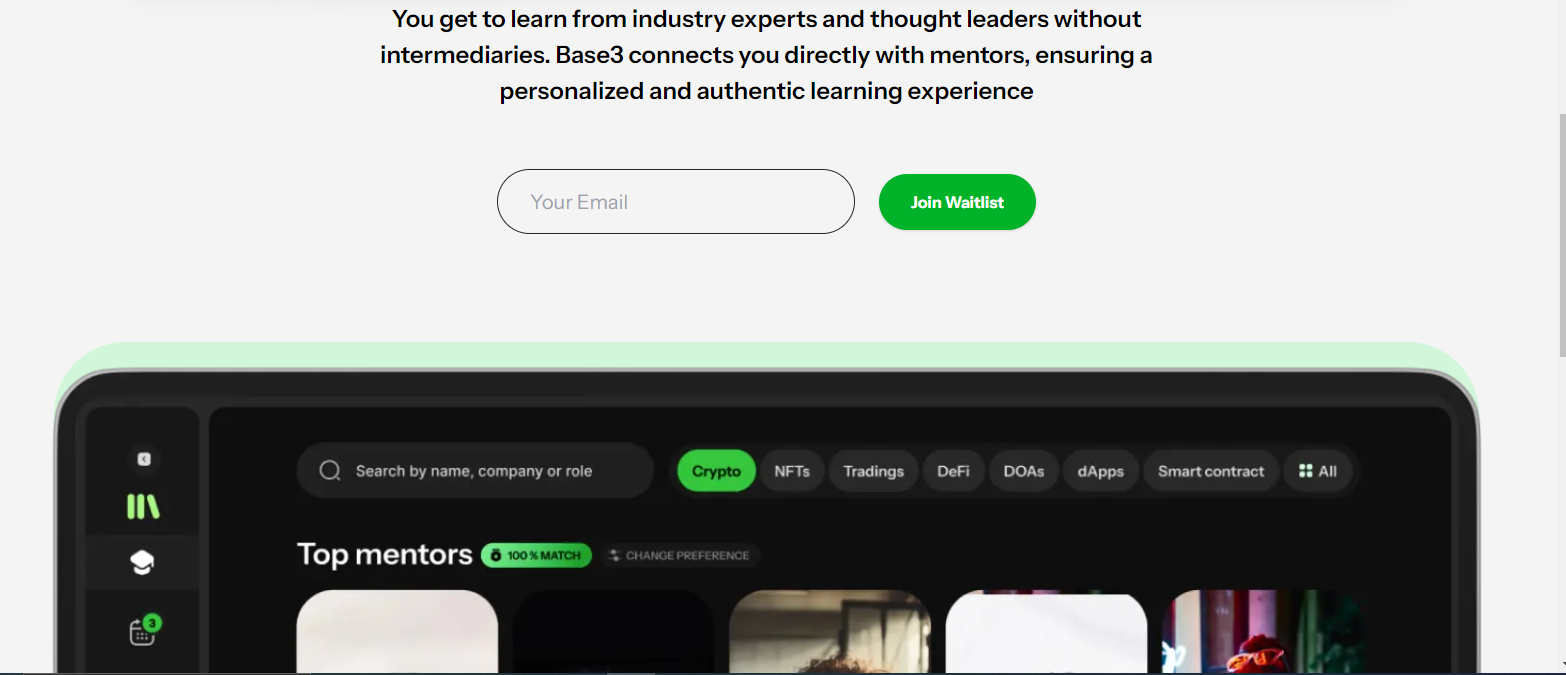 You get to learn from industry experts and thought leaders without
intermediaries. Base3 connects you directly with mentors, ensuring a
personalized and authentic learning experience
Your Email
Join Waitlist
Search by name, company or role
Crypto
NFTs
Tradings
DeFi
DOAs
dApps
Smart contract
All
Top mentors
100 % MATCH
CHANGE PREFERENCE
3